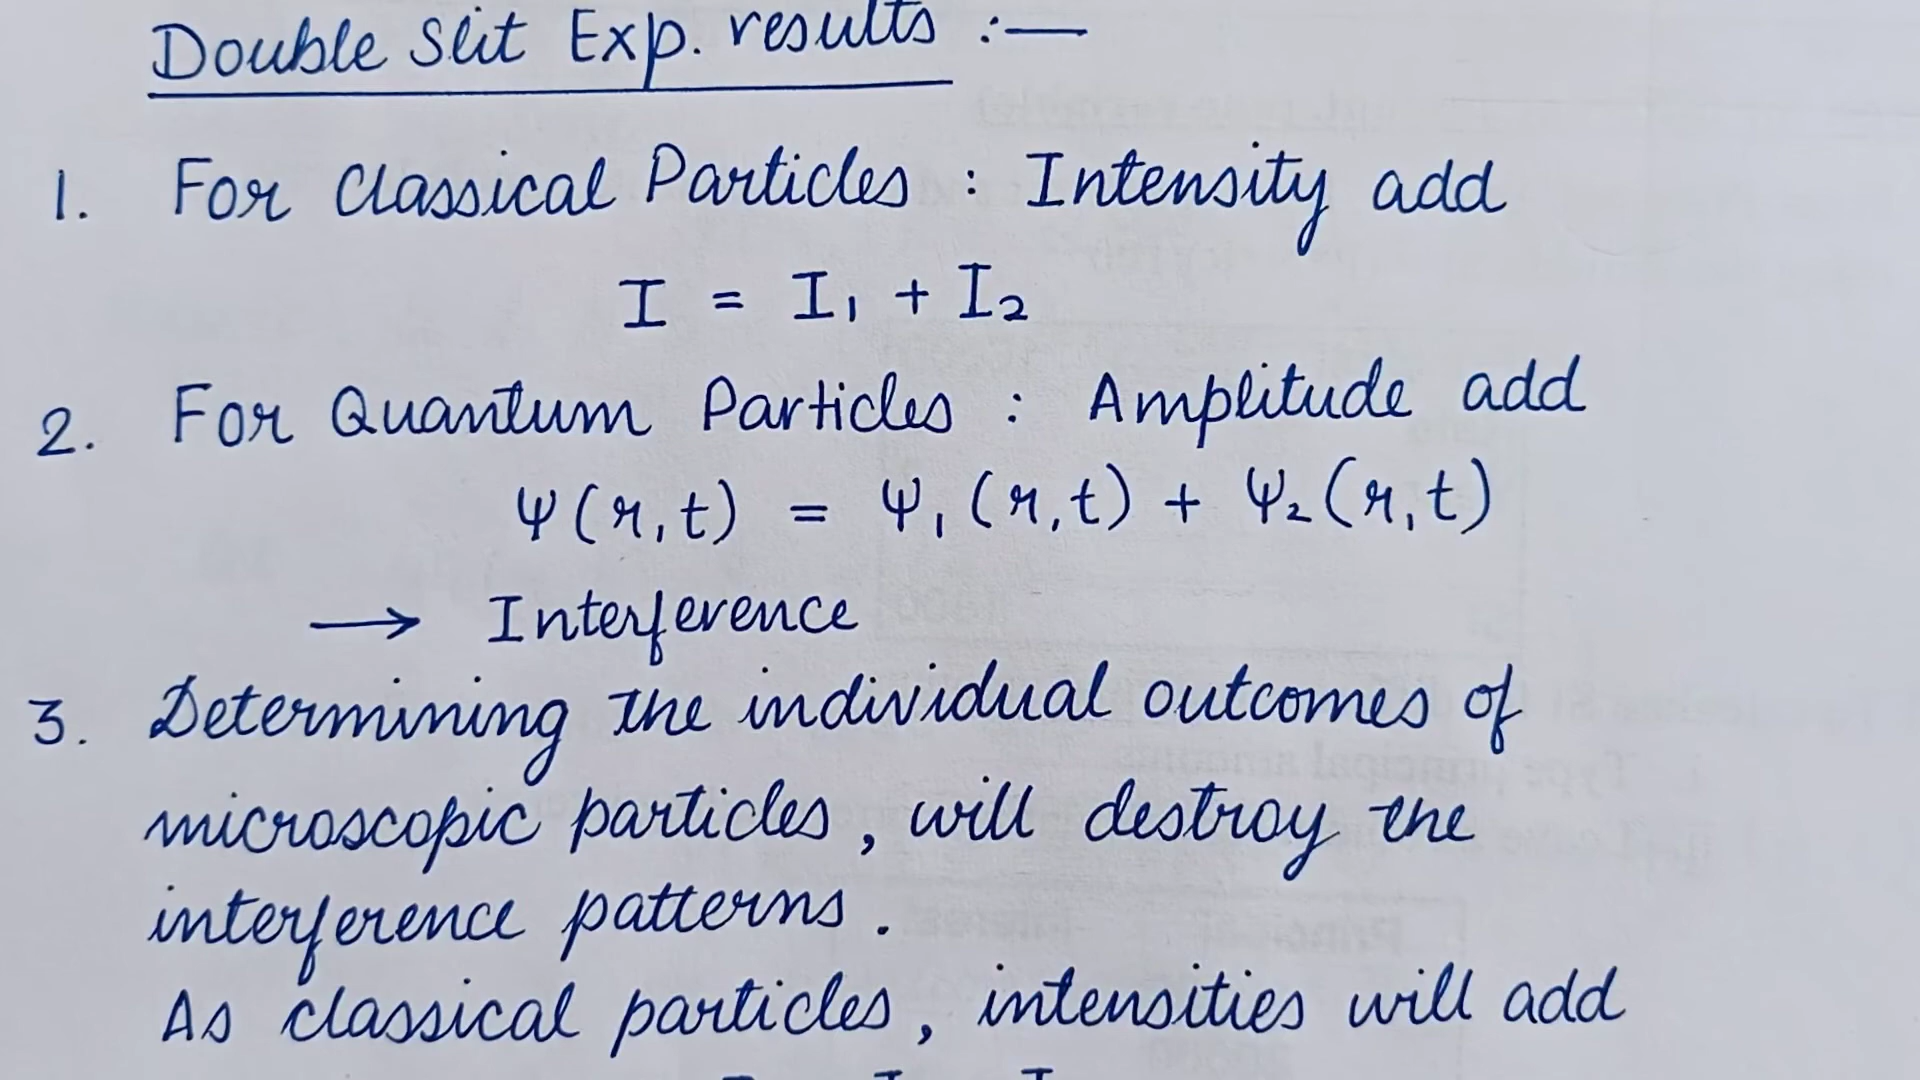 Double Slit Exp. results :—
1. For Classical Particles : Intensity add
I = I₁ + I₂
2. For Quantum Particles : Amplitude add
Ψ(r,t) = Ψ₁(r,t) + Ψ₂(r,t)
→ Interference
3. Determining the individual outcomes of
microscopic particles, will destroy the
interference patterns.
As classical particles, intensities will add